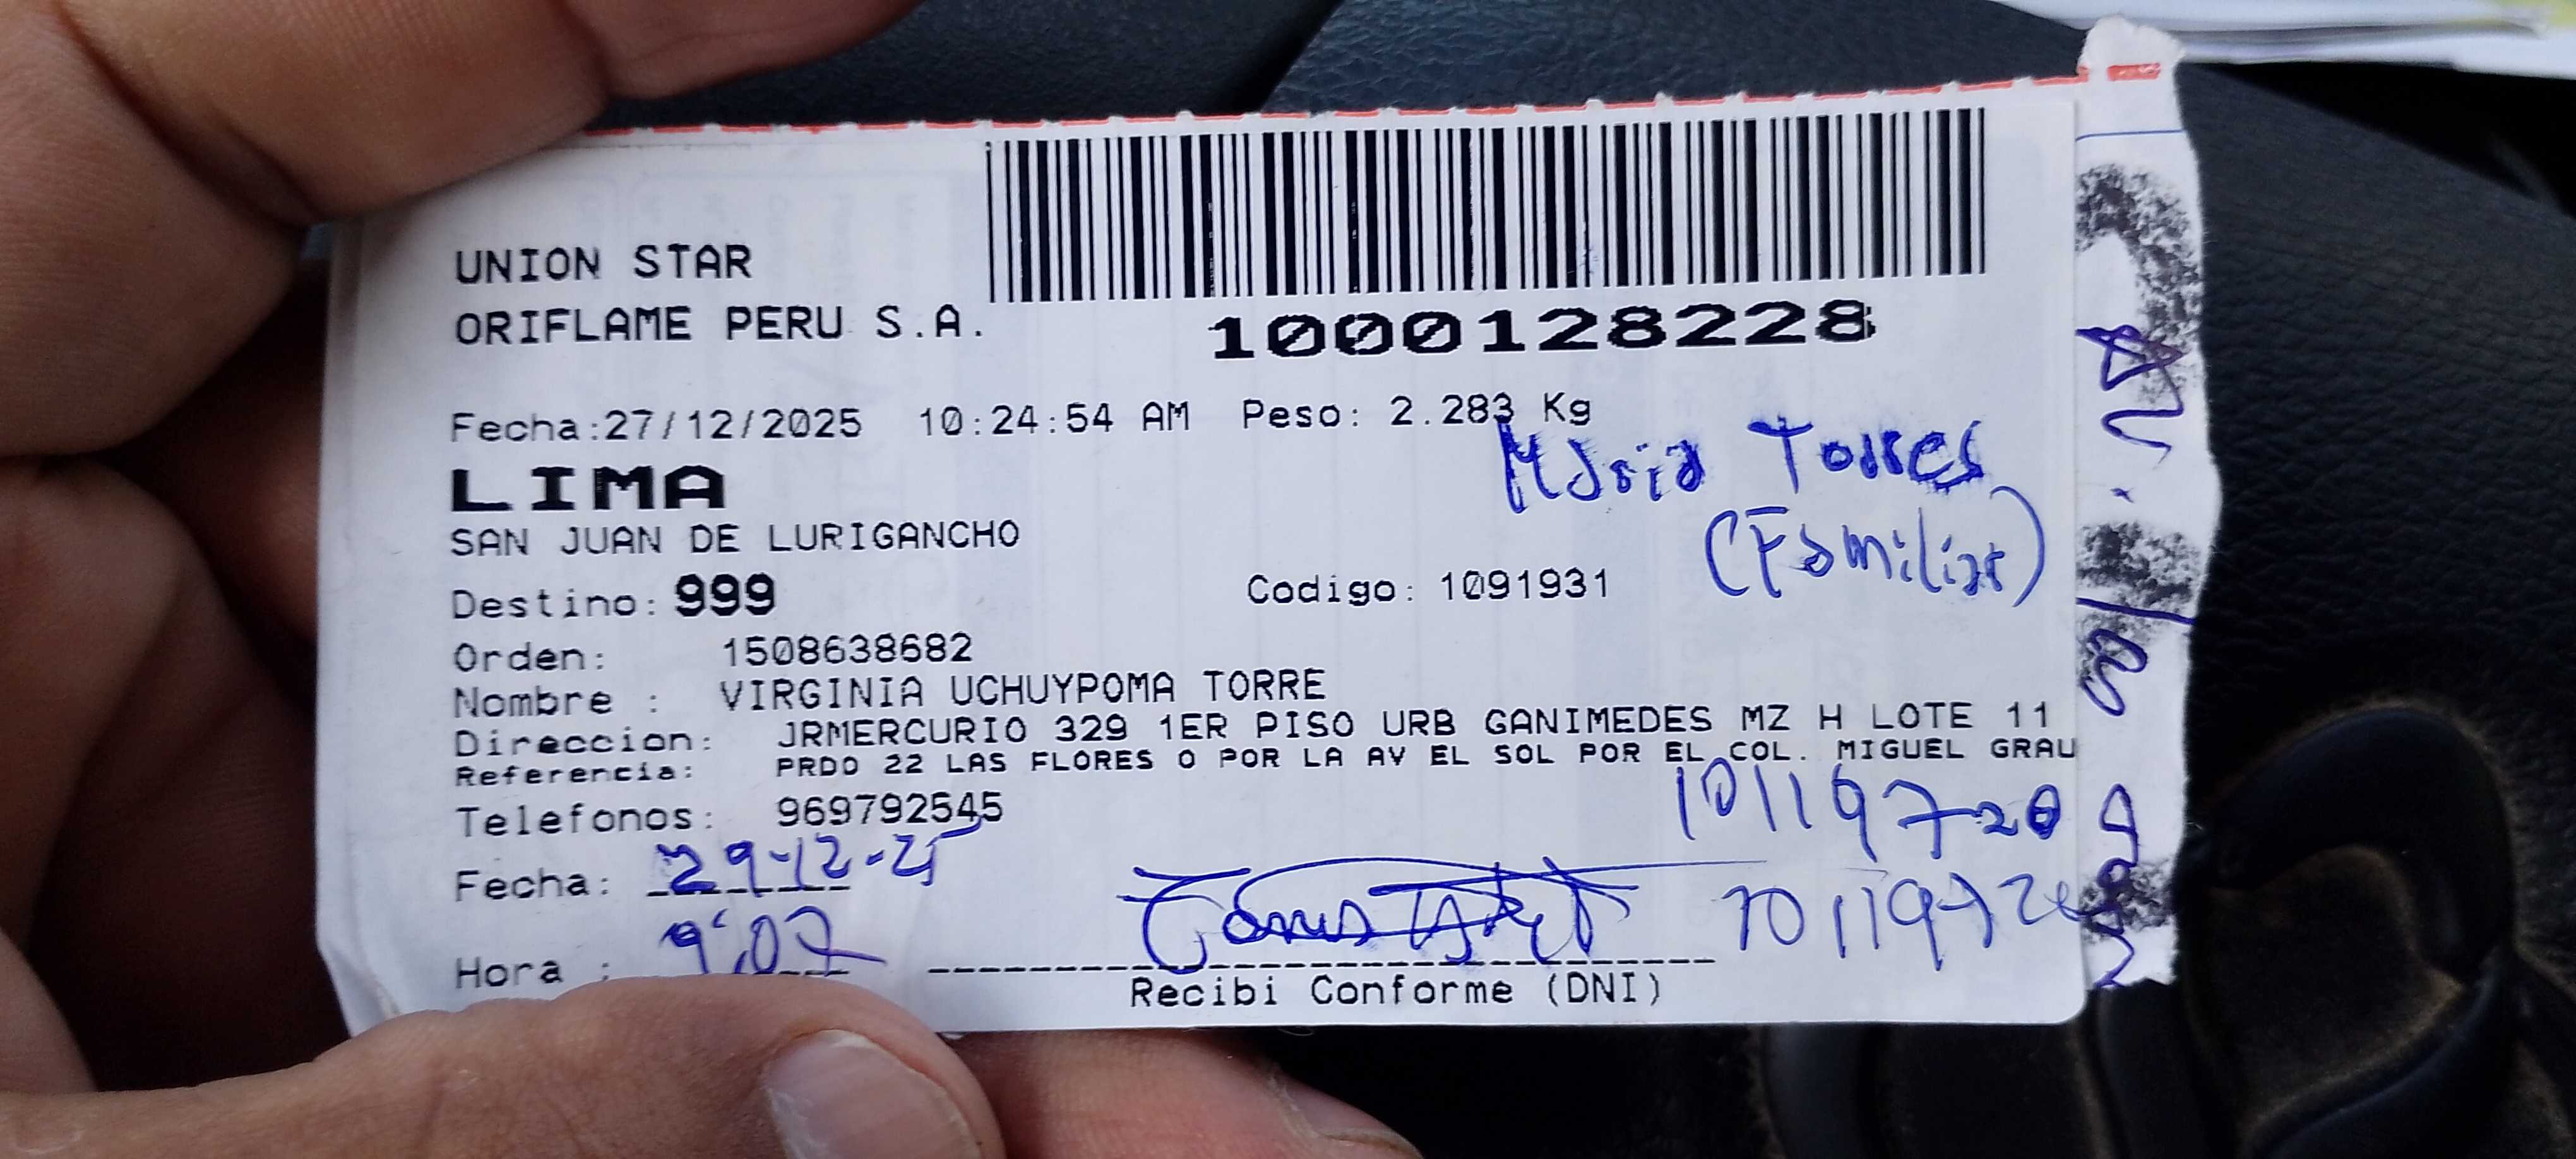 UNION STAR
ORIFLAME PERU S.A.
1000128228
Fecha:27/12/2025 10:24:54 AM Peso: 2.283 Kg
Maria Torres
LIMA
(Familiar)
SAN JUAN DE LURIGANCHO
Destino: 999 Codigo: 1091931
Orden: 1508638682
Nombre : VIRGINIA UCHUYPOMA TORRE
Direccion: JRMERCURIO 329 1ER PISO URB GANIMEDES MZ H LOTE 11
Referencia: PRDO 22 LAS FLORES O POR LA AV EL SOL POR EL COL. MIGUEL GRAU
Telefonos: 969792545
10119720
Fecha: 29-12-25
Hora : 9:07
Recibi Conforme (DNI)